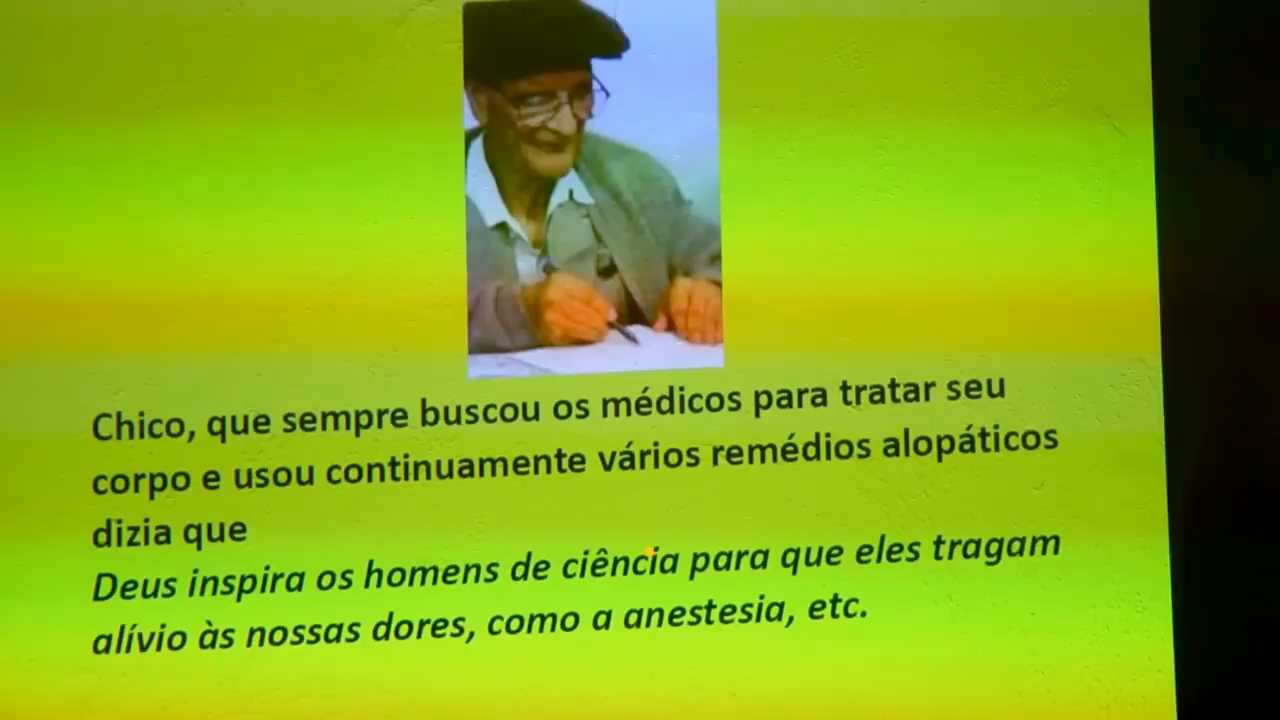 Chico, que sempre buscou os médicos para tratar seu
corpo e usou continuamente vários remédios alopáticos
dizia que
Deus inspira os homens de ciência para que eles tragam
alívio às nossas dores, como a anestesia, etc.